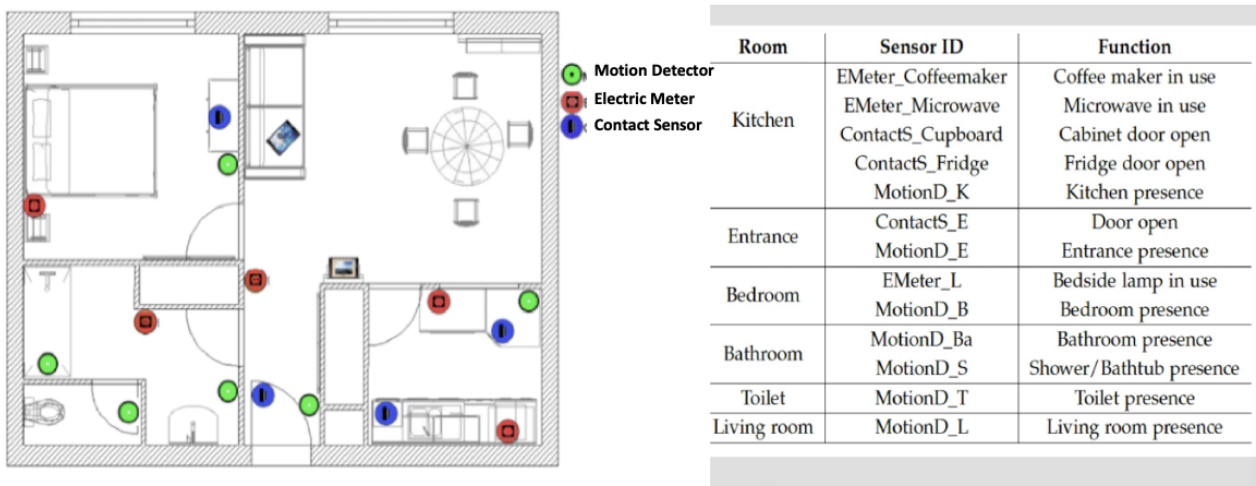 Motion Detector
Electric Meter
Contact Sensor
Room Sensor ID Function
Kitchen
EMeter_Coffeemaker Coffee maker in use
EMeter_Microwave Microwave in use
ContactS_Cupboard Cabinet door open
ContactS_Fridge Fridge door open
MotionD_K Kitchen presence
Entrance
ContactS_E Door open
MotionD_E Entrance presence
Bedroom
EMeter_L Bedside lamp in use
MotionD_B Bedroom presence
Bathroom
MotionD_Ba Bathroom presence
MotionD_S Shower/Bathtub presence
Toilet MotionD_T Toilet presence
Living room MotionD_L Living room presence